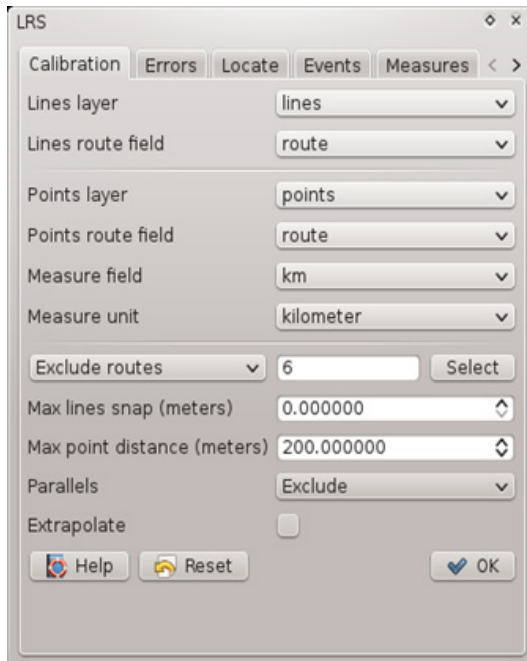 LRS
Calibration Errors Locate Events Measures
Lines layer lines
Lines route field route
Points layer points
Points route field route
Measure field km
Measure unit kilometer
Exclude routes 6 Select
Max lines snap (meters) 0.000000
Max point distance (meters) 200.000000
Parallels Exclude
Extrapolate
Help Reset OK